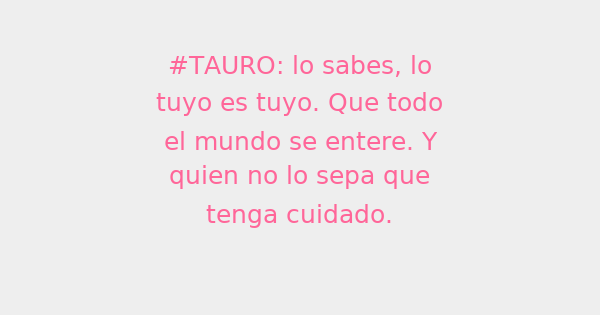 #TAURO: lo sabes, lo
tuyo es tuyo. Que todo
el mundo se entere. Y
quien no lo sepa que
tenga cuidado.